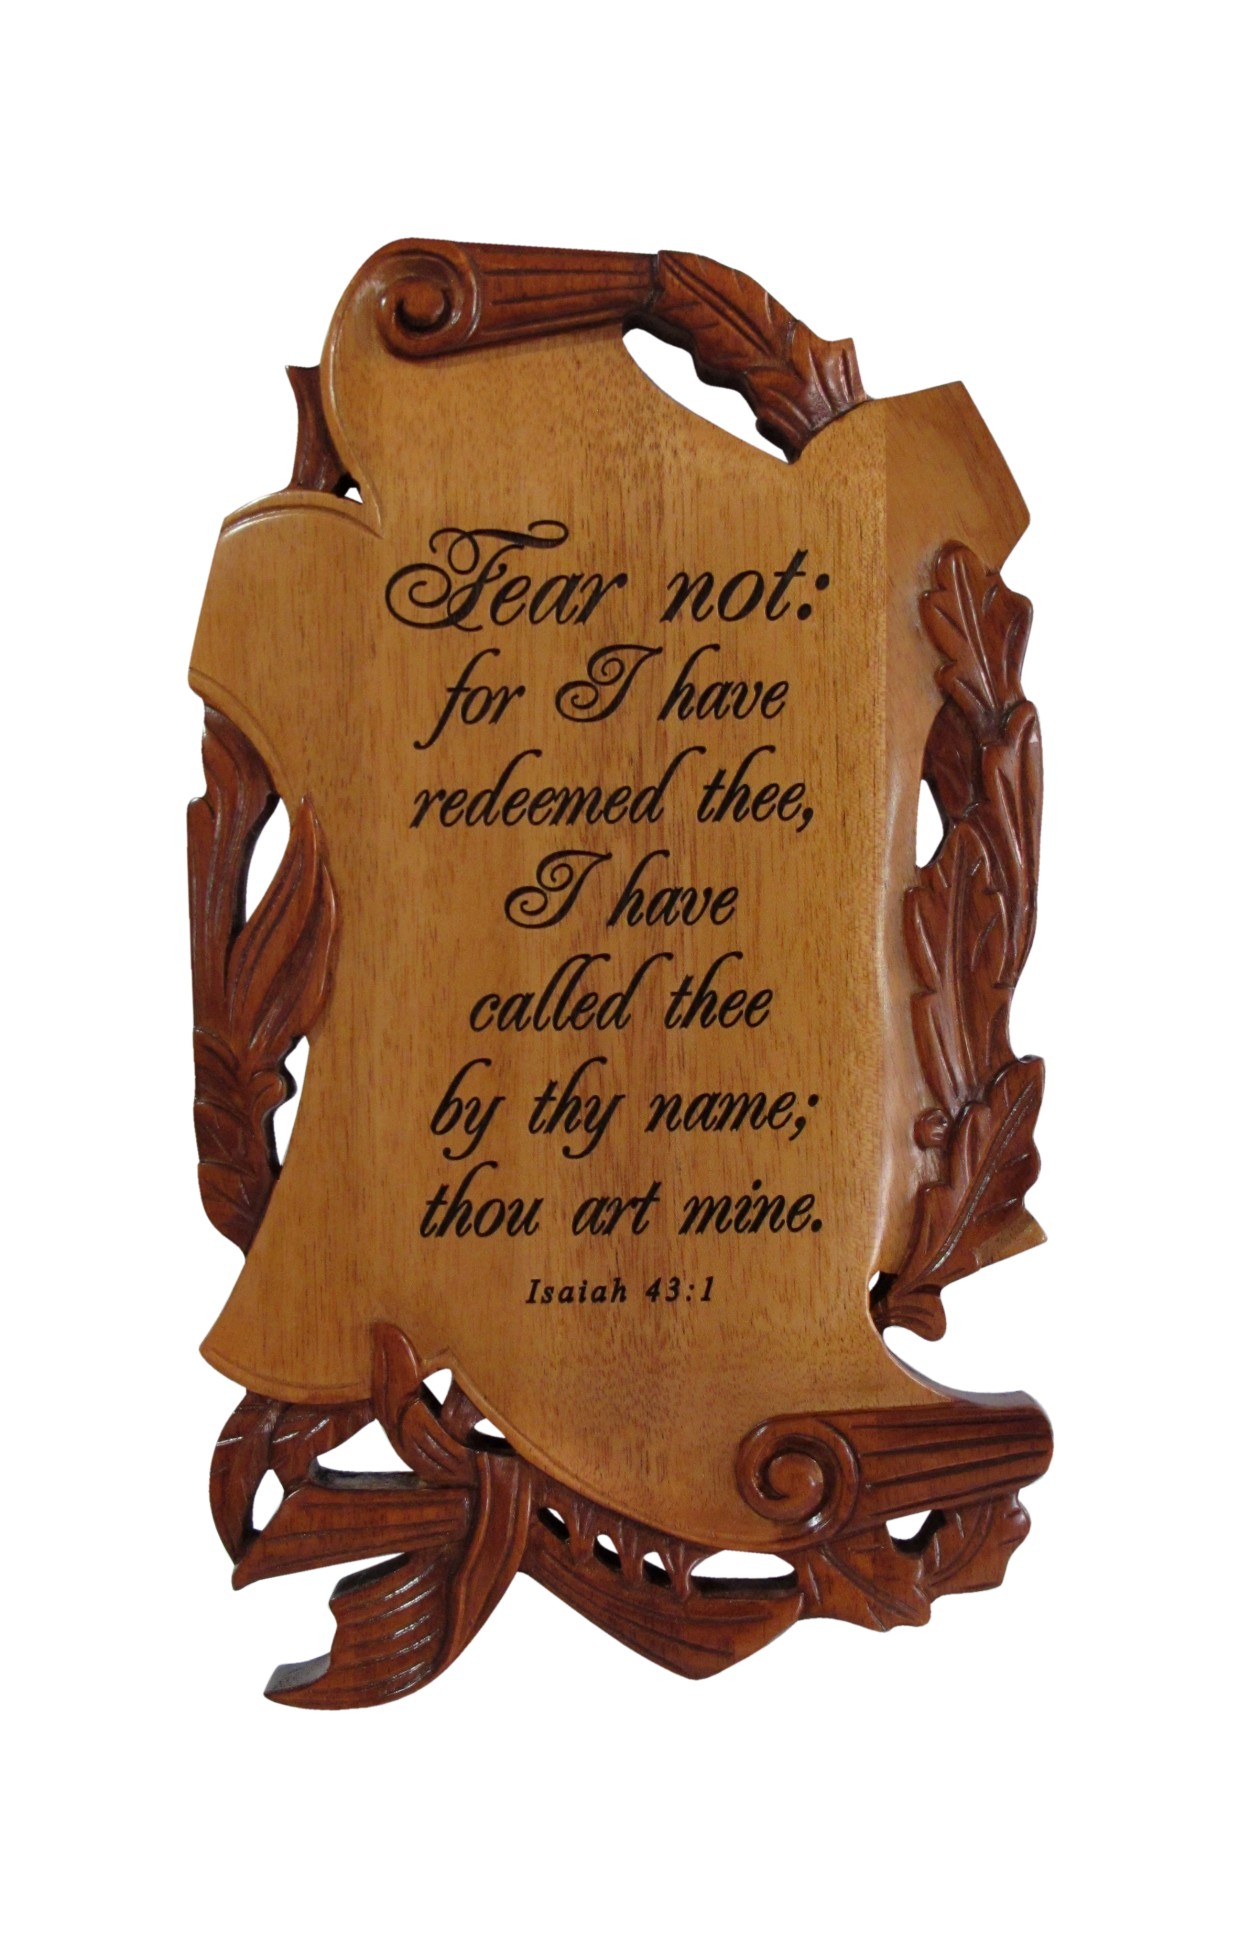 Fear not:
for I have
redeemed thee,
I have
called thee
by thy name;
thou art mine.
Isaiah 43:1